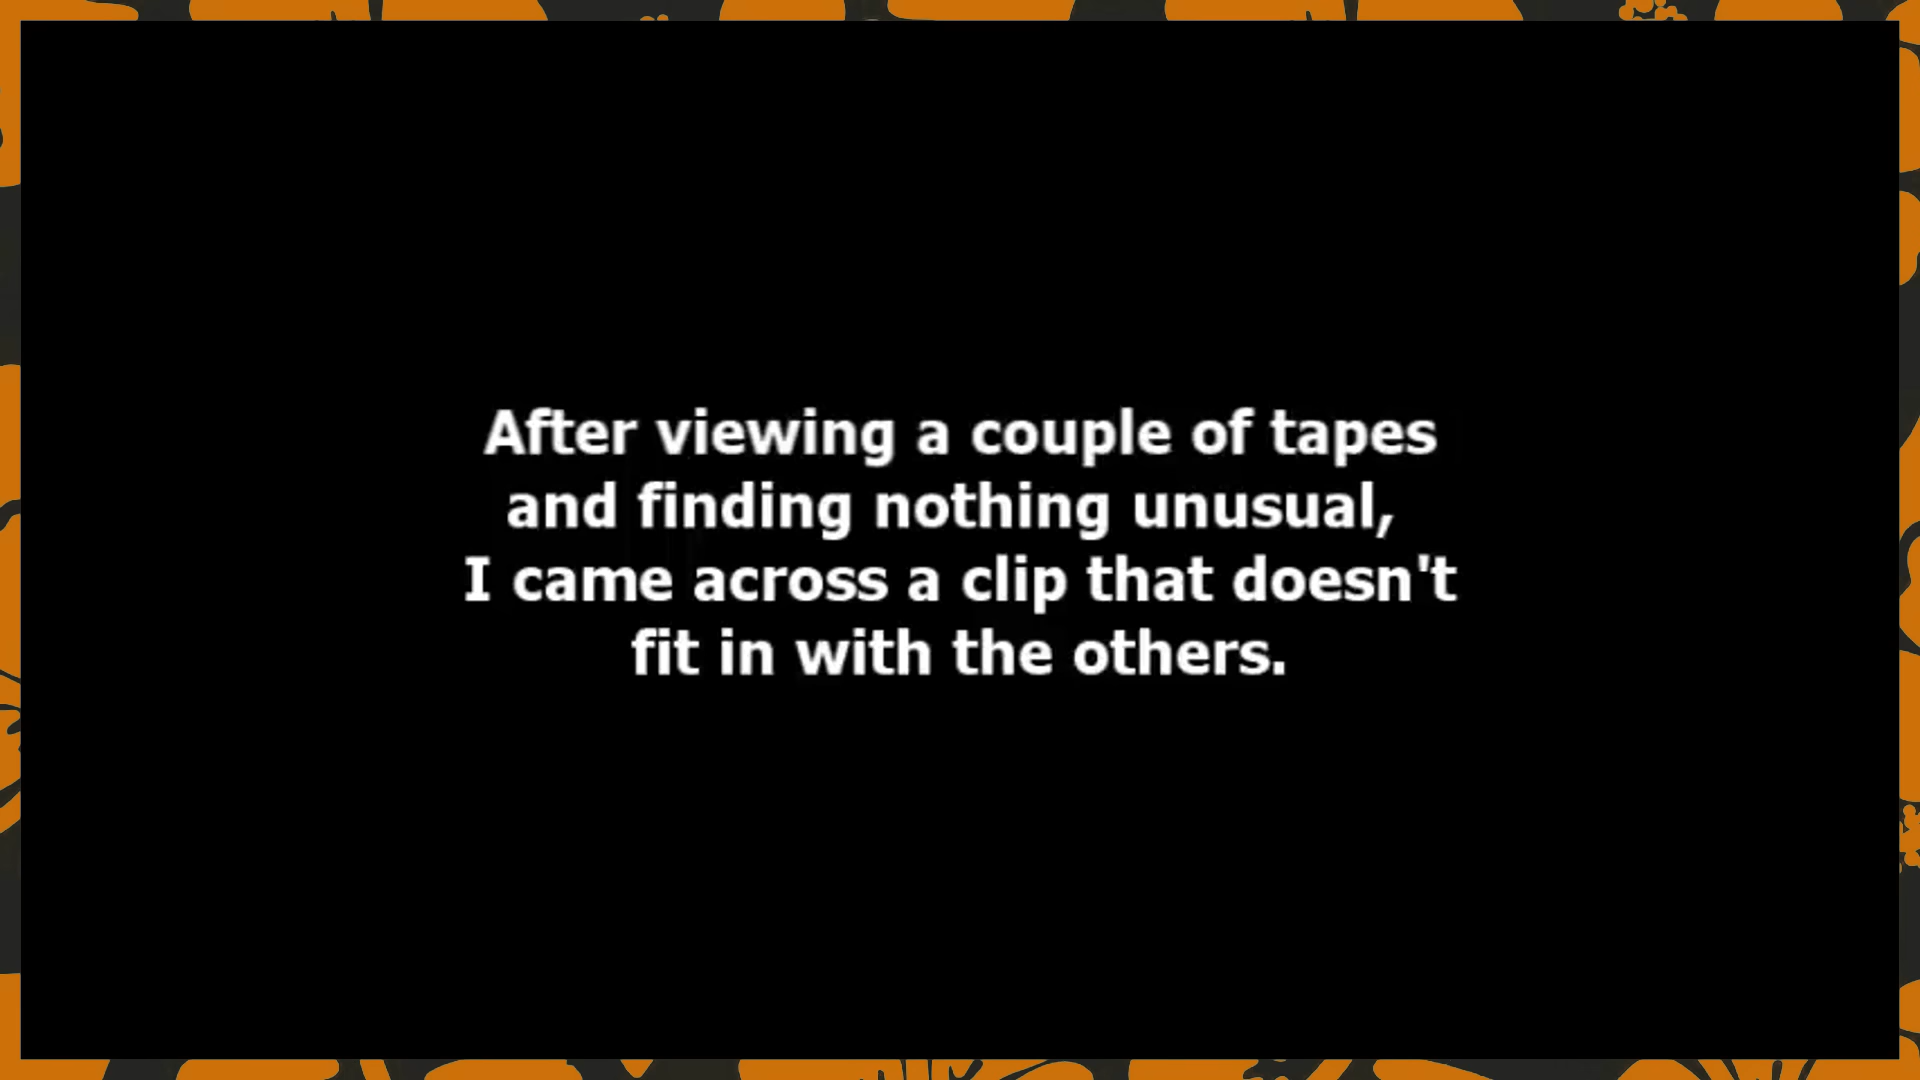 After viewing a couple of tapes
and finding nothing unusual,
I came across a clip that doesn't
fit in with the others.